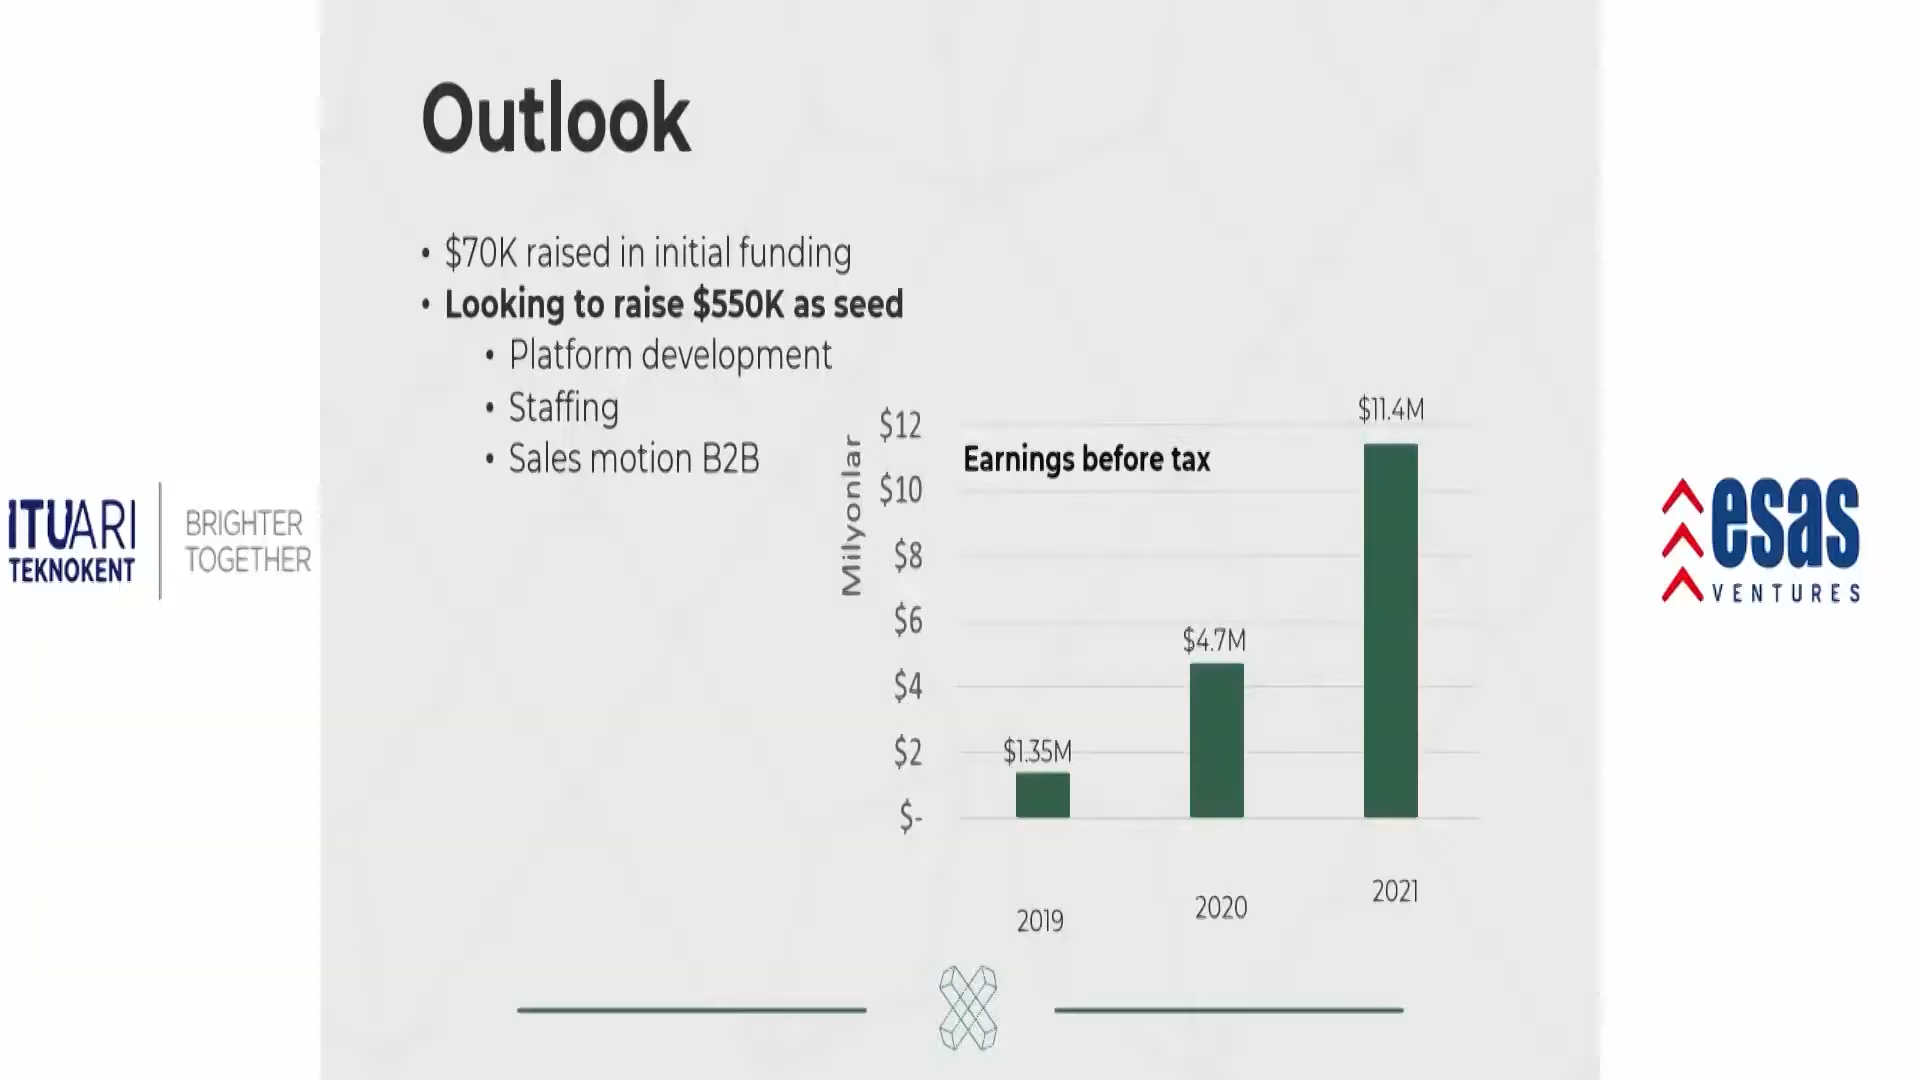 Outlook
• $70K raised in initial funding
• Looking to raise $550K as seed
• Platform development
• Staffing
• Sales motion B2B
ITUARI
TEKNOKENT
BRIGHTER
TOGETHER
Milyonlar
$12
$10
$8
$6
$4
$2
$-
Earnings before tax
$1.35M
$4.7M
$11.4M
2019
2020
2021
esas
VENTURES